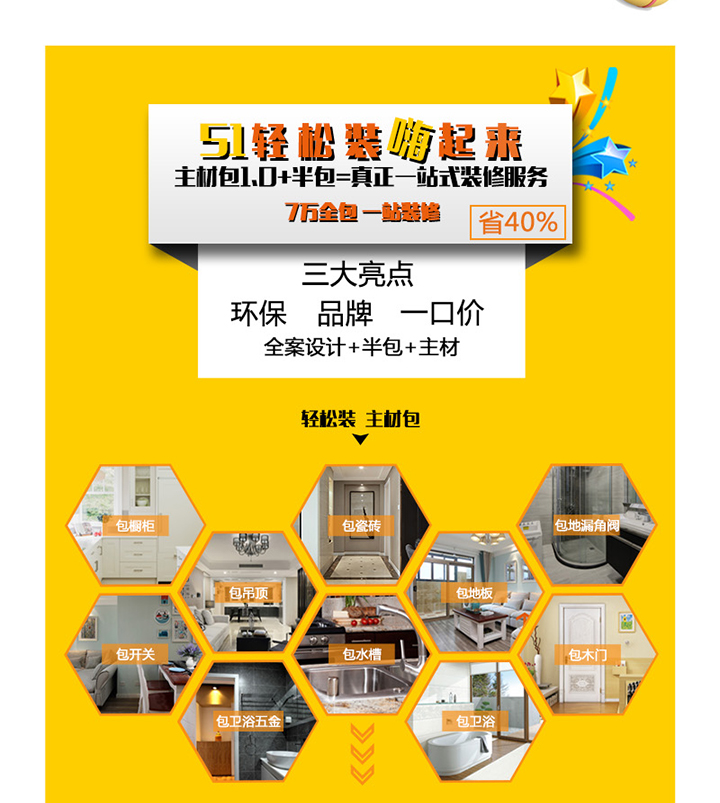 51轻松装嗨起来
主材包1.0+半包=真正一站式装修服务
7万全包 一站装修
省40%
三大亮点
环保 品牌 一口价
全案设计+半包+主材
轻松装 主材包
包橱柜
包瓷砖
包地漏角阀
包吊顶
包地板
包开关
包水槽
包木门
包卫浴五金
包卫浴